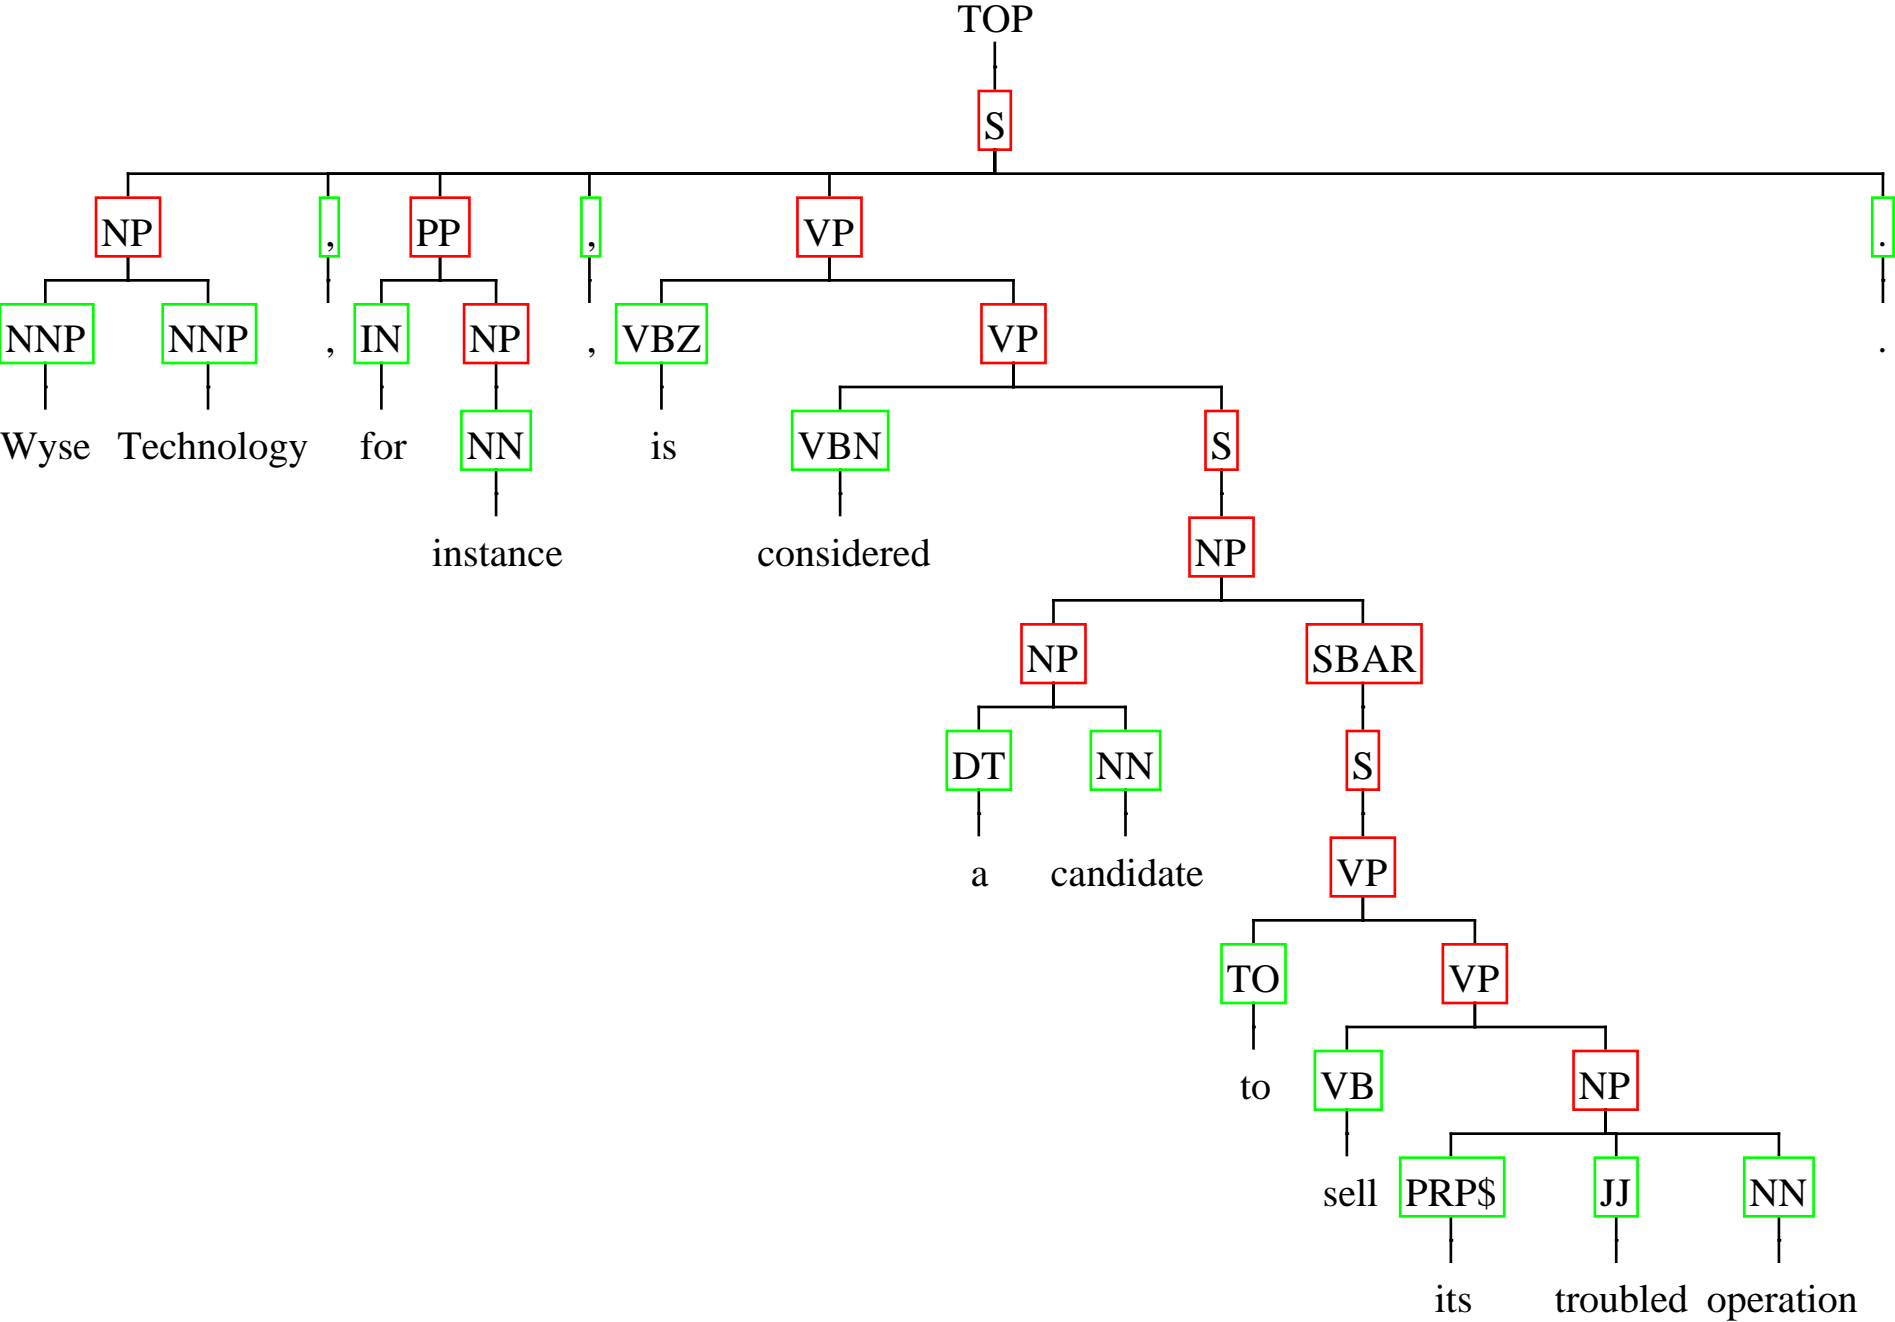 TOP
S
NP , PP , VP .
NNP NNP , IN NP , VBZ VP .
Wyse Technology for NN is VBN S
instance considered NP
NP SBAR
DT NN S
a candidate VP
TO VP
to VB NP
sell PRP$ JJ NN
its troubled operation